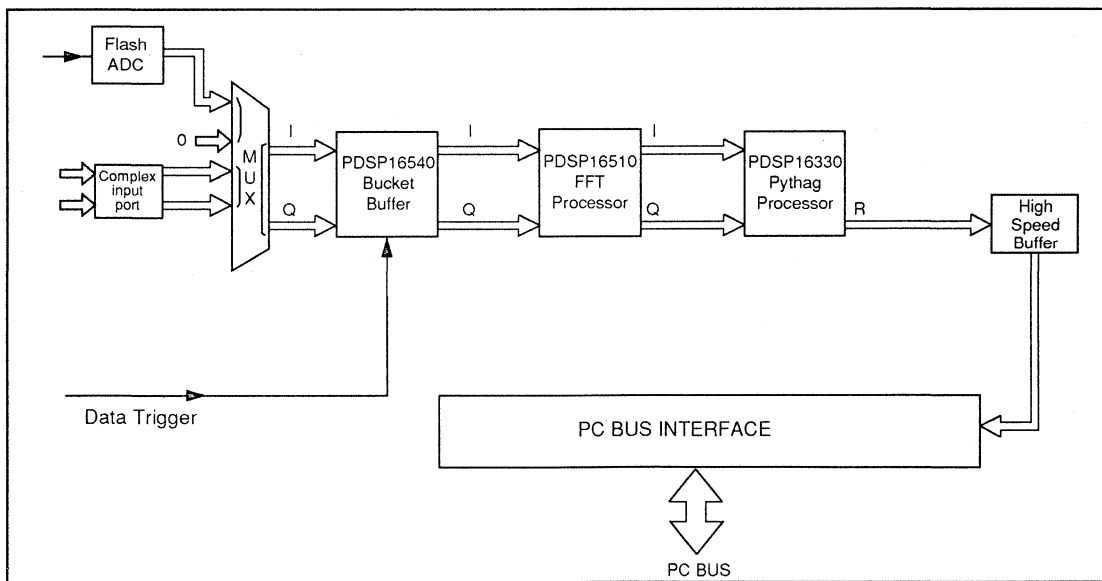 Flash
ADC
0
Complex
input
port
M
U
X
I
Q
PDSP16540
Bucket
Buffer
I
Q
PDSP16510
FFT
Processor
I
Q
PDSP16330
Pythag
Processor
R
High
Speed
Buffer
Data Trigger
PC BUS INTERFACE
PC BUS